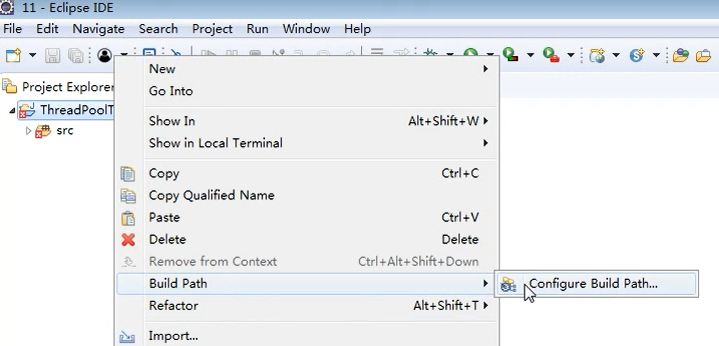 11 - Eclipse IDE
File Edit Navigate Search Project Run Window Help
Project Explorer
ThreadPoolT
src
New
Go Into
Show In Alt+Shift+W
Show in Local Terminal
Copy Ctrl+C
Copy Qualified Name
Paste Ctrl+V
Delete Delete
Remove from Context Ctrl+Alt+Shift+Down
Build Path
Configure Build Path...
Refactor Alt+Shift+T
Import...